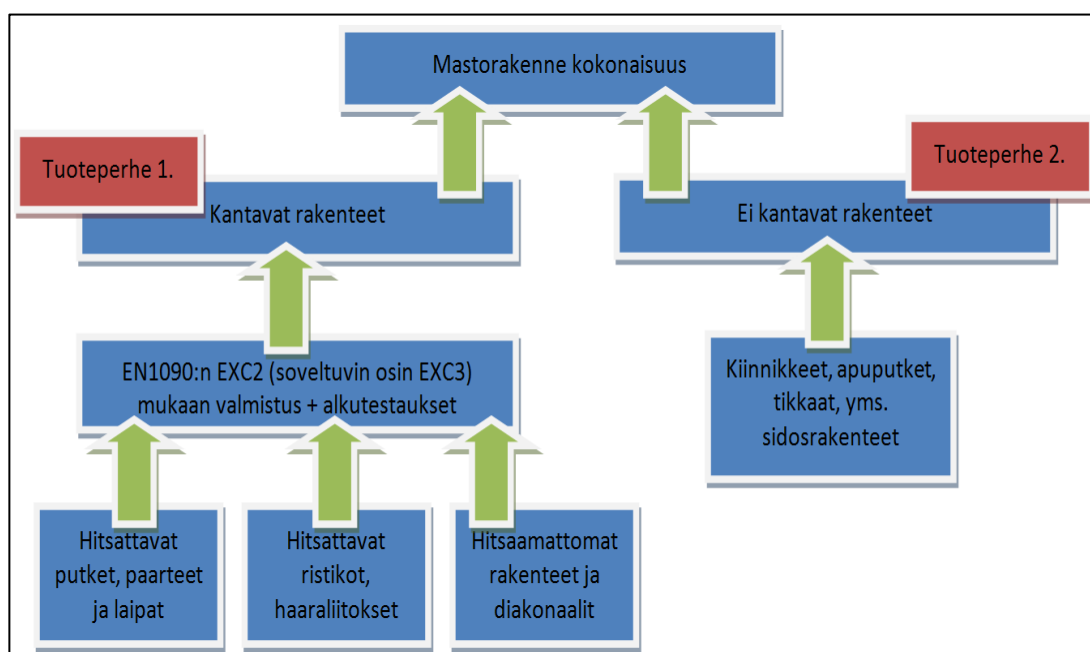 Mastorakenne kokonaisuus
Tuoteperhe 1.
Tuoteperhe 2.
Kantavat rakenteet
Ei kantavat rakenteet
EN1090:n EXC2 (soveltuvin osin EXC3)
mukaan valmistus + alkutestaukset
Kiinnikkeet, apuputket,
tikkaat, yms.
sidosrakenteet
Hitsattavat
putket, paarteet
ja laipat
Hitsattavat
ristikot,
haaraliitokset
Hitsaamattomat
rakenteet ja
diakonaalit